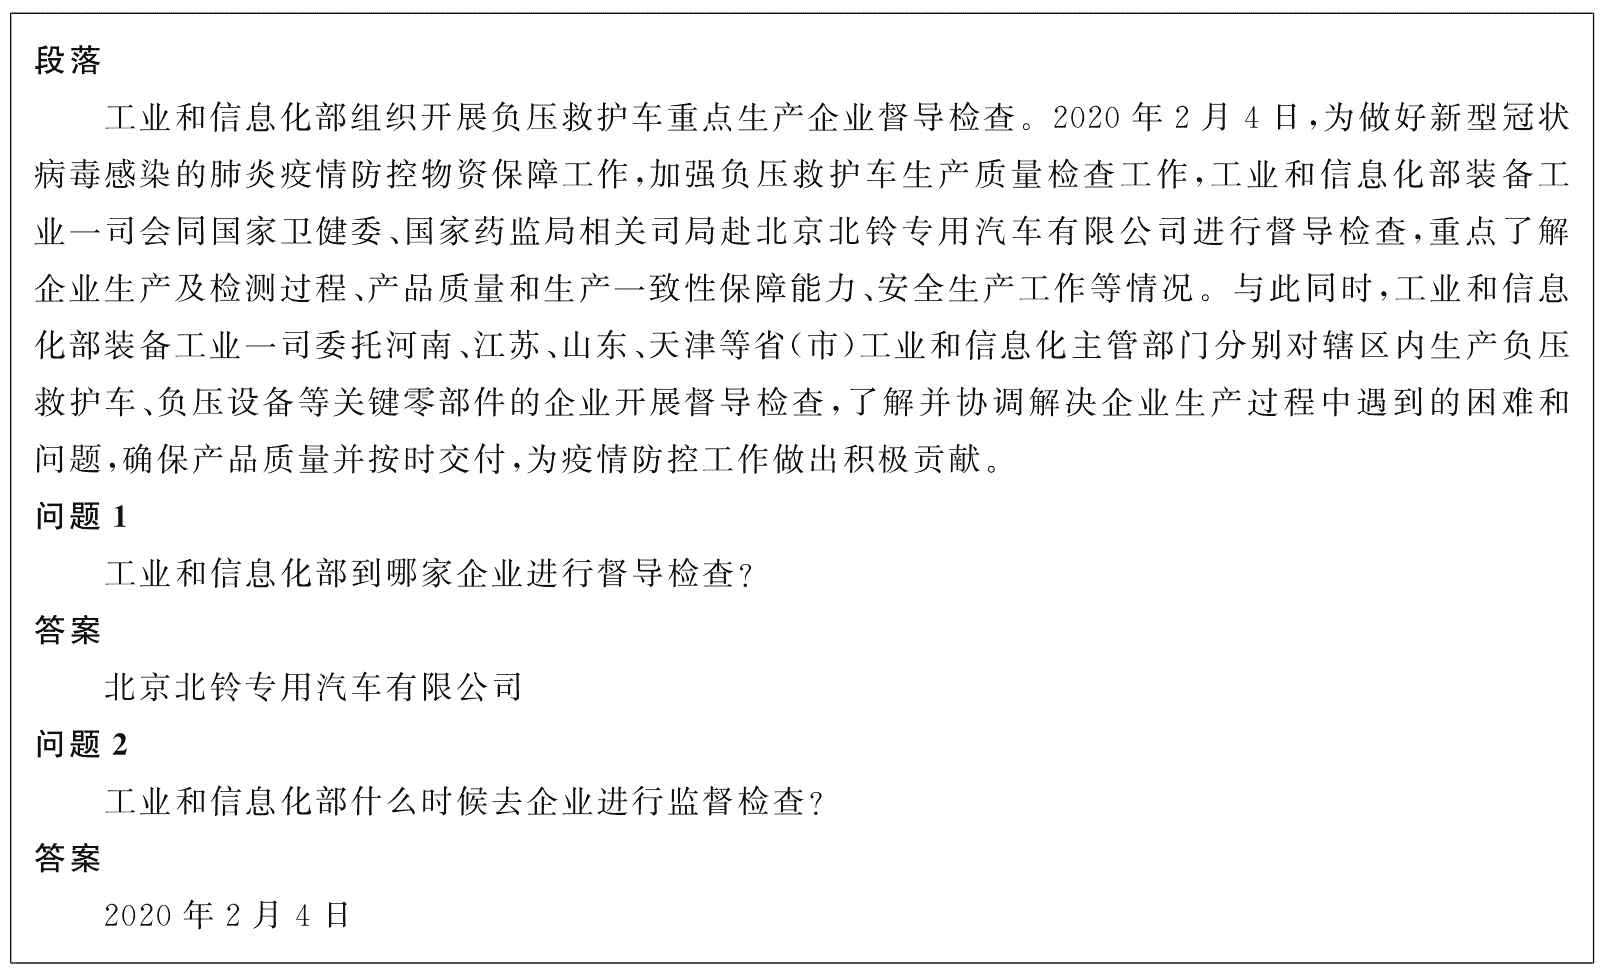 段落
工业和信息化部组织开展负压救护车重点生产企业督导检查。2020 年 2 月 4 日,为做好新型冠状
病毒感染的肺炎疫情防控物资保障工作,加强负压救护车生产质量检查工作,工业和信息化部装备工
业一司会同国家卫健委、国家药监局相关司局赴北京北铃专用汽车有限公司进行督导检查,重点了解
企业生产及检测过程、产品质量和生产一致性保障能力、安全生产工作等情况。与此同时,工业和信息
化部装备工业一司委托河南、江苏、山东、天津等省(市)工业和信息化主管部门分别对辖区内生产负压
救护车、负压设备等关键零部件的企业开展督导检查,了解并协调解决企业生产过程中遇到的困难和
问题,确保产品质量并按时交付,为疫情防控工作做出积极贡献。
问题 1
工业和信息化部到哪家企业进行督导检查?
答案
北京北铃专用汽车有限公司
问题 2
工业和信息化部什么时候去企业进行监督检查?
答案
2020 年 2 月 4 日